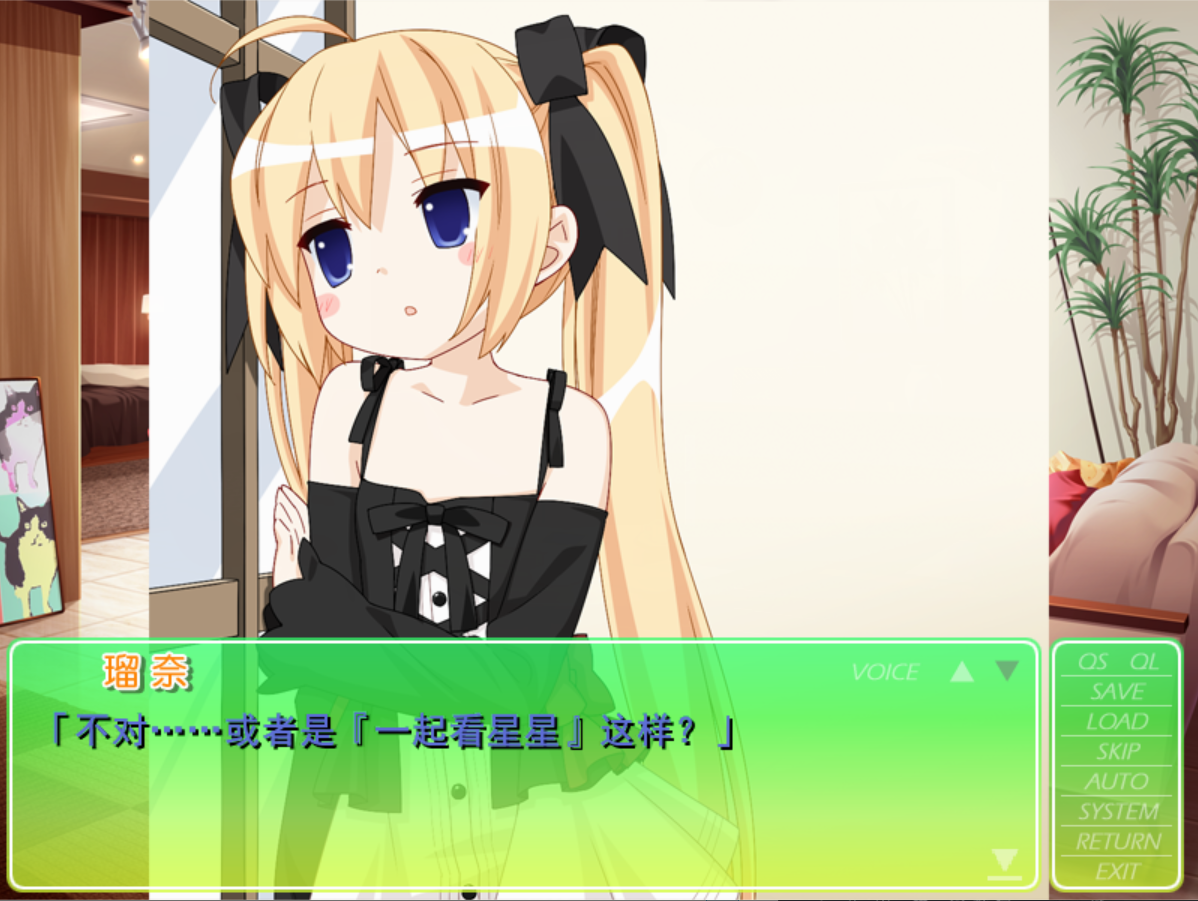 瑠奈
VOICE
「不对……或者是『一起看星星』这样？」
QS QL
SAVE
LOAD
SKIP
AUTO
SYSTEM
RETURN
EXIT